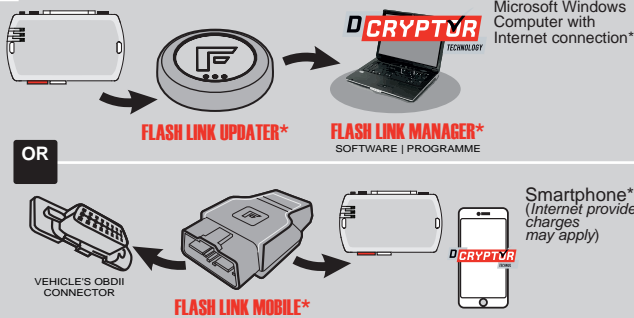 Microsoft Windows
Computer with
Internet connection*
DCRYPTOR
TECHNOLOGY
FLASH LINK UPDATER*
FLASH LINK MANAGER*
SOFTWARE | PROGRAMME
OR
Smartphone*
(Internet provide
charges
may apply)
DCRYPTOR
VEHICLE'S OBDII
CONNECTOR
FLASH LINK MOBILE*